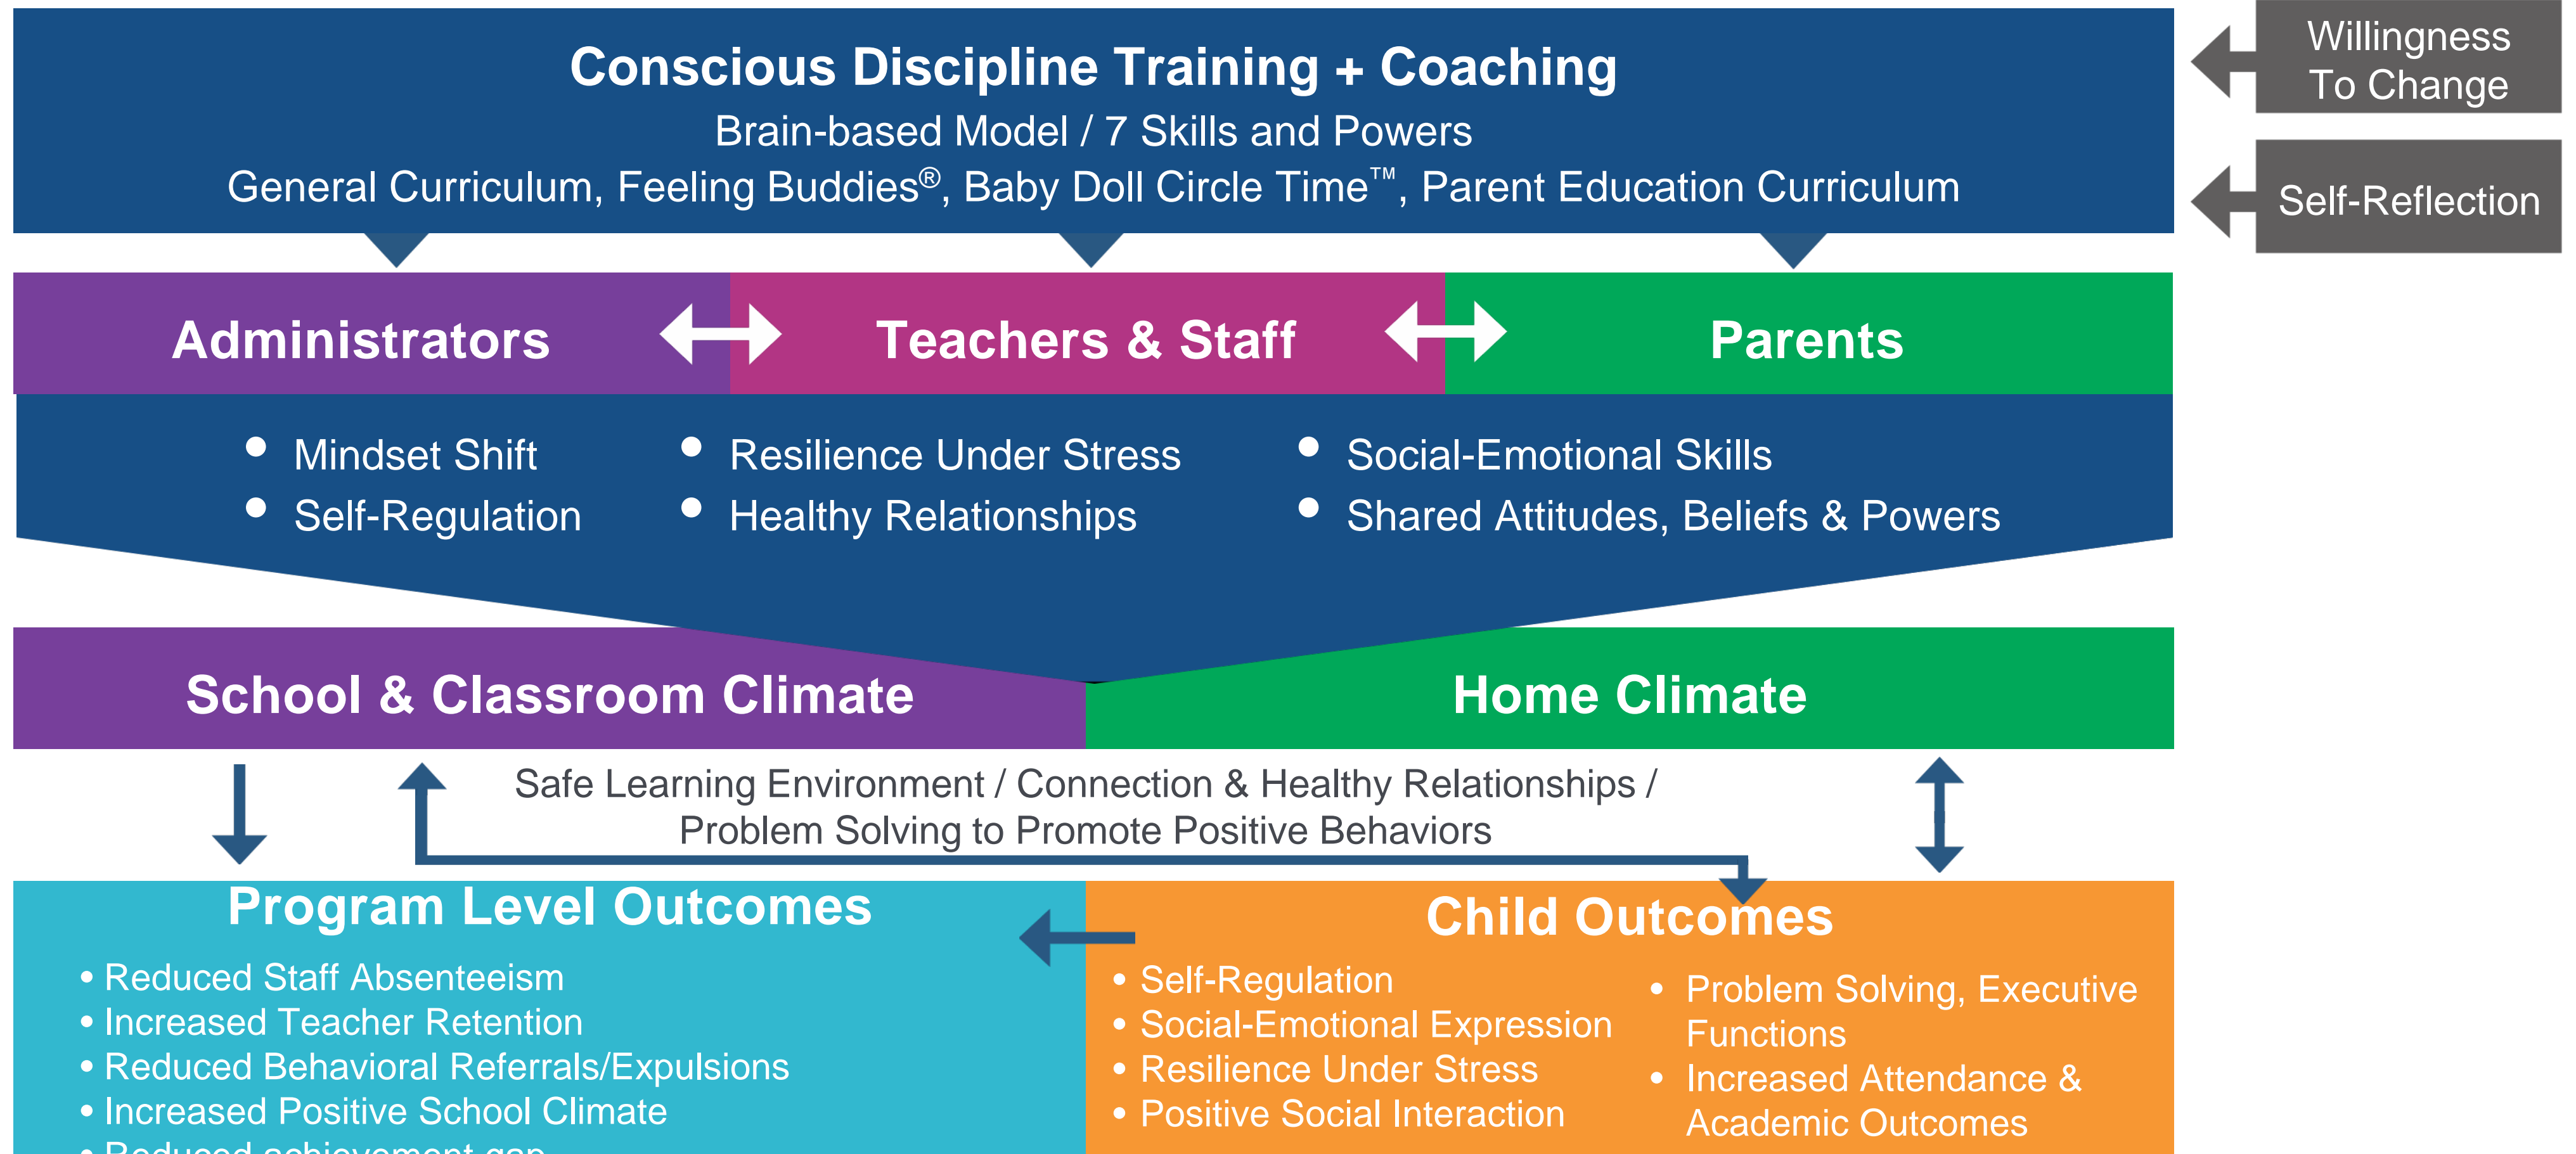 Conscious Discipline Training + Coaching
Brain-based Model / 7 Skills and Powers
General Curriculum, Feeling Buddies®, Baby Doll Circle Time™, Parent Education Curriculum
Willingness
To Change
Self-Reflection
Administrators
Teachers & Staff
Parents
• Mindset Shift
• Self-Regulation
• Resilience Under Stress
• Healthy Relationships
• Social-Emotional Skills
• Shared Attitudes, Beliefs & Powers
School & Classroom Climate
Home Climate
Safe Learning Environment / Connection & Healthy Relationships /
Problem Solving to Promote Positive Behaviors
Program Level Outcomes
• Reduced Staff Absenteeism
• Increased Teacher Retention
• Reduced Behavioral Referrals/Expulsions
• Increased Positive School Climate
• Reduced achievement gap
Child Outcomes
• Self-Regulation
• Social-Emotional Expression
• Resilience Under Stress
• Positive Social Interaction
• Problem Solving, Executive
Functions
• Increased Attendance &
Academic Outcomes